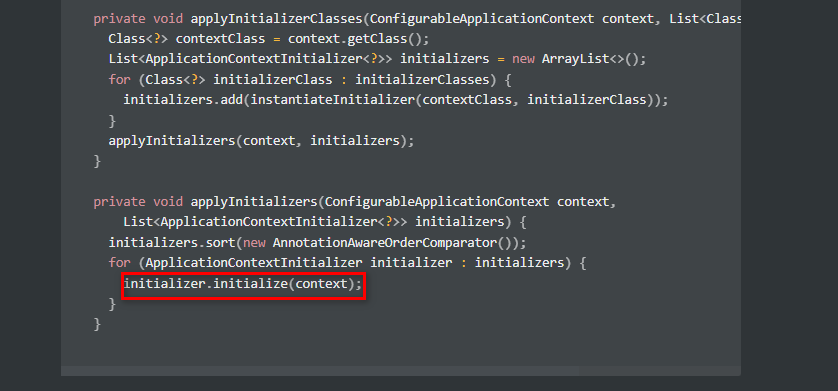 private void applyInitializerClasses(ConfigurableApplicationContext context, List<Class
Class<?> contextClass = context.getClass();
List<ApplicationContextInitializer<?>> initializers = new ArrayList<>();
for (Class<?> initializerClass : initializerClasses) {
initializers.add(instantiateInitializer(contextClass, initializerClass));
}
applyInitializers(context, initializers);
}
private void applyInitializers(ConfigurableApplicationContext context,
List<ApplicationContextInitializer<?>> initializers) {
initializers.sort(new AnnotationAwareOrderComparator());
for (ApplicationContextInitializer initializer : initializers) {
initializer.initialize(context);
}
}